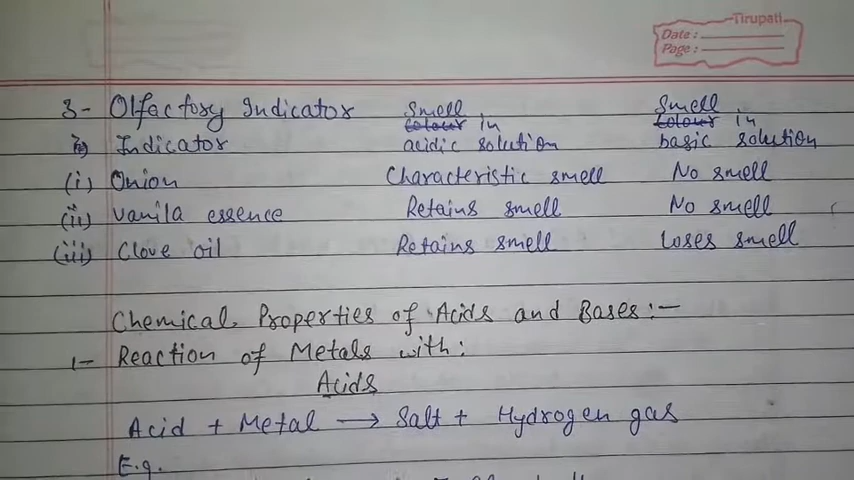 Tirupati
Date :
Page :
3- Olfactory Indicator Smell Smell
Indicator Colour in acidic solution Colour in basic solution
(i) Onion Characteristic smell No smell
(ii) Vanila essence Retains smell No smell
(iii) Clove oil Retains smell Loses smell
Chemical Properties of Acids and Bases :-
1- Reaction of Metals with :
Acids
Acid + Metal → Salt + Hydrogen gas
E.g.